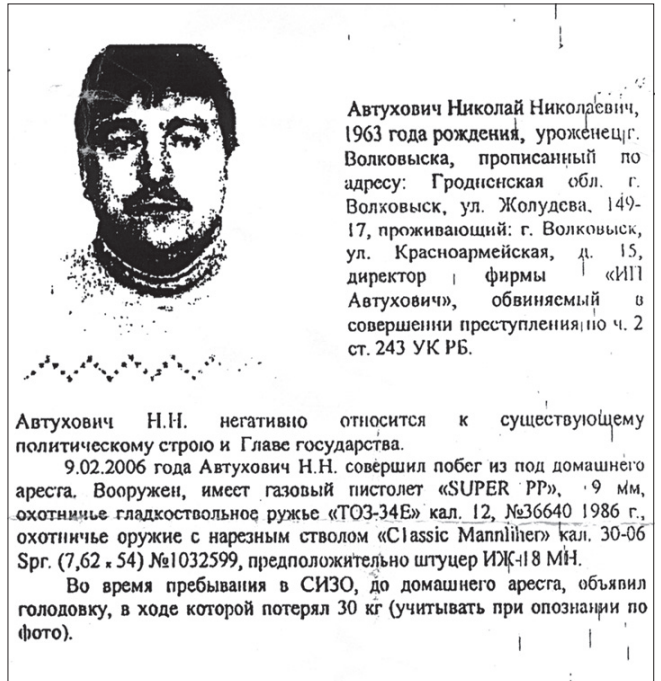 Автухович Николай Николаевич,
1963 года рождения, уроженец г.
Волковыска, прописанный по
адресу: Гродненская обл. г.
Волковыск, ул. Жолудева, 149-
17, проживающий: г. Волковыск,
ул. Красноармейская, д. 15,
директор фирмы «ИП
Автухович», обвиняемый в
совершении преступления по ч. 2
ст. 243 УК РБ.
Автухович Н.Н. негативно относится к существующему
политическому строю и Главе государства.
9.02.2006 года Автухович Н.Н. совершил побег из под домашнего
ареста. Вооружен, имеет газовый пистолет «SUPER PP», 9 мм,
охотничье гладкоствольное ружье «ТОЗ-34Е» кал. 12, №36640 1986 г.,
охотничье оружие с нарезным стволом «Classic Mannliher» кал. 30-06
Spr. (7,62 x 54) №1032599, предположительно штуцер ИЖ-18 МН.
Во время пребывания в СИЗО, до домашнего ареста, объявил
голодовку, в ходе которой потерял 30 кг (учитывать при опознании по
фото).